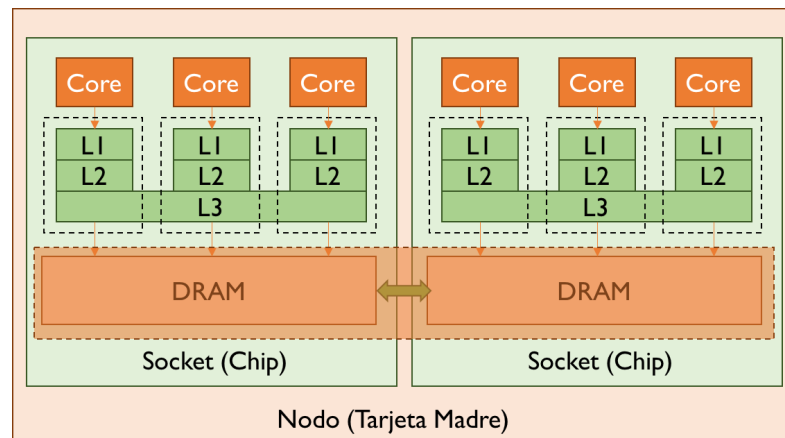 Core Core Core Core Core Core
L1 L1 L1 L1 L1 L1
L2 L2 L2 L2 L2 L2
L3 L3
DRAM DRAM
Socket (Chip) Socket (Chip)
Nodo (Tarjeta Madre)